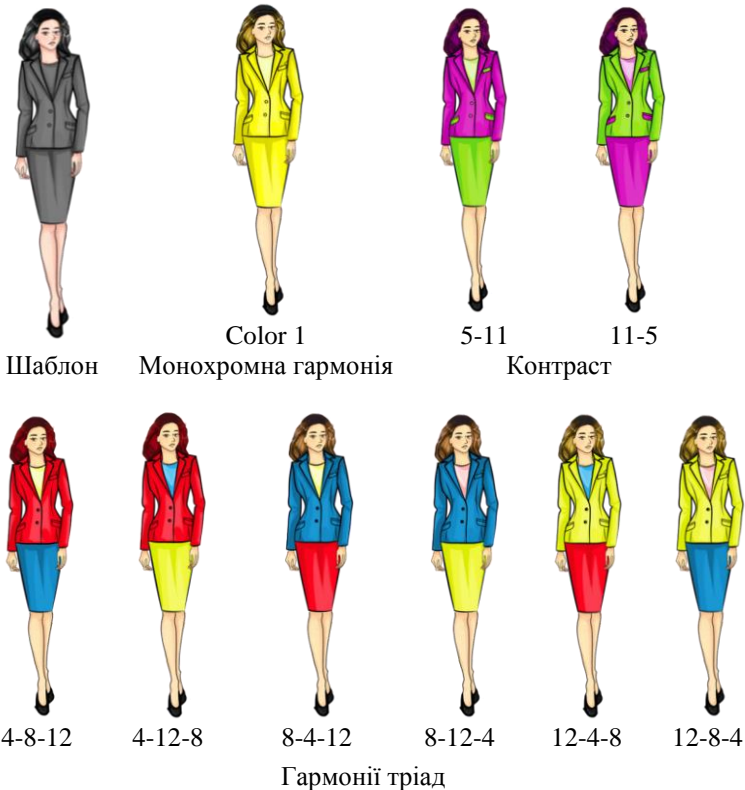 Color 1 5-11 11-5
Шаблон Монохромна гармонія Контраст
4-8-12 4-12-8 8-4-12 8-12-4 12-4-8 12-8-4
Гармонії тріад